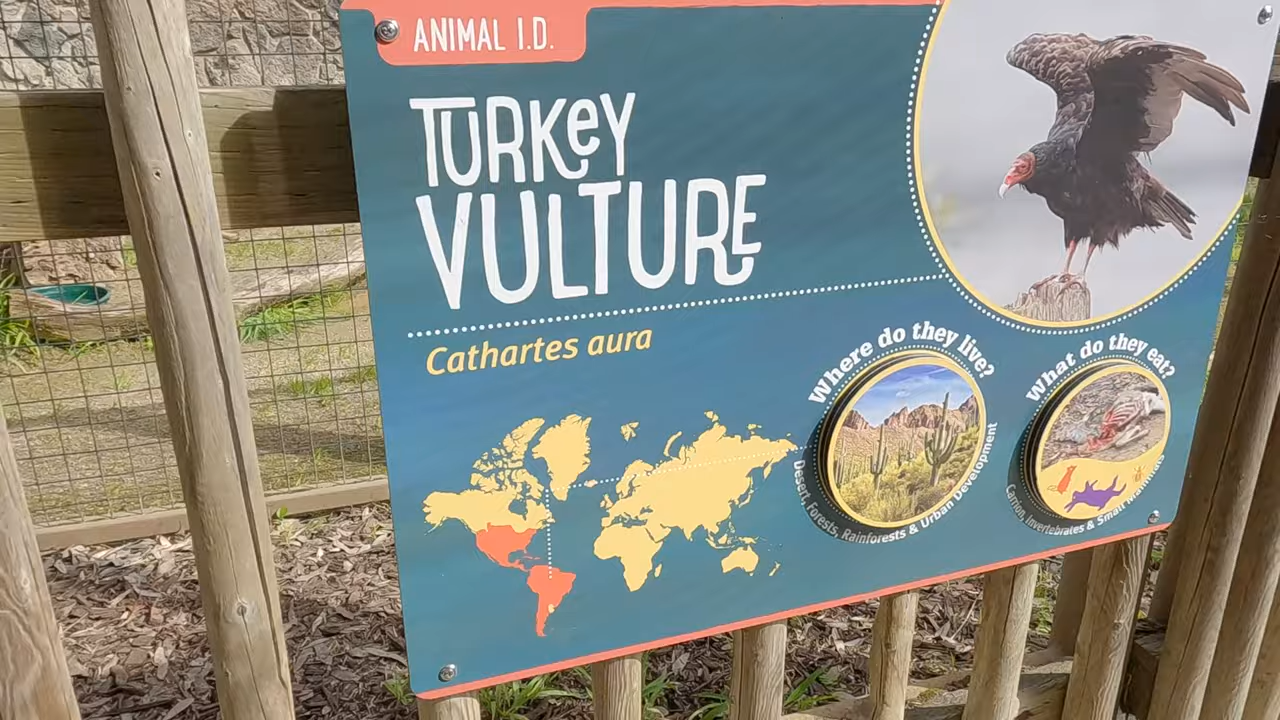 ANIMAL I.D.
TURKEY
VULTURE
Cathartes aura
Where do they live?
Desert, Forests, Rainforests & Urban Development
What do they eat?
Carrion, Invertebrates & Small